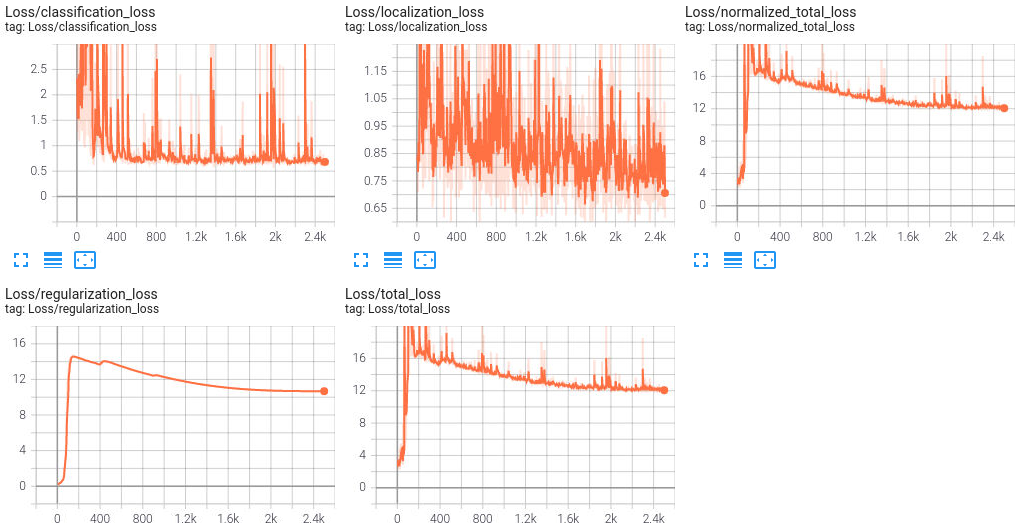 Loss/classification_loss
tag: Loss/classification_loss
2.5
2
1.5
1
0.5
0
0 400 800 1.2k 1.6k 2k 2.4k
Loss/localization_loss
tag: Loss/localization_loss
1.15
1.05
0.95
0.85
0.75
0.65
0 400 800 1.2k 1.6k 2k 2.4k
Loss/normalized_total_loss
tag: Loss/normalized_total_loss
16
12
8
4
0
0 400 800 1.2k 1.6k 2k 2.4k
Loss/regularization_loss
tag: Loss/regularization_loss
16
12
8
4
0
0 400 800 1.2k 1.6k 2k 2.4k
Loss/total_loss
tag: Loss/total_loss
16
12
8
4
0
0 400 800 1.2k 1.6k 2k 2.4k